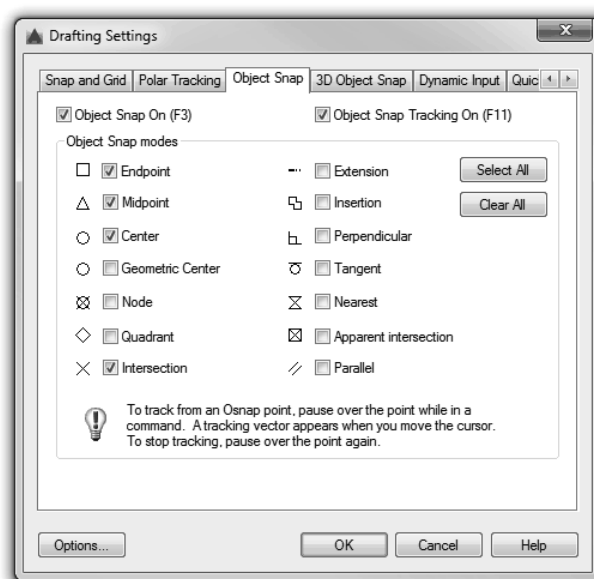 Drafting Settings
Snap and Grid Polar Tracking Object Snap 3D Object Snap Dynamic Input Quic
Object Snap On (F3) Object Snap Tracking On (F11)
Object Snap modes
Endpoint Extension Select All
Midpoint Insertion Clear All
Center Perpendicular
Geometric Center Tangent
Node Nearest
Quadrant Apparent intersection
Intersection Parallel
To track from an Osnap point, pause over the point while in a
command. A tracking vector appears when you move the cursor.
To stop tracking, pause over the point again.
Options... OK Cancel Help